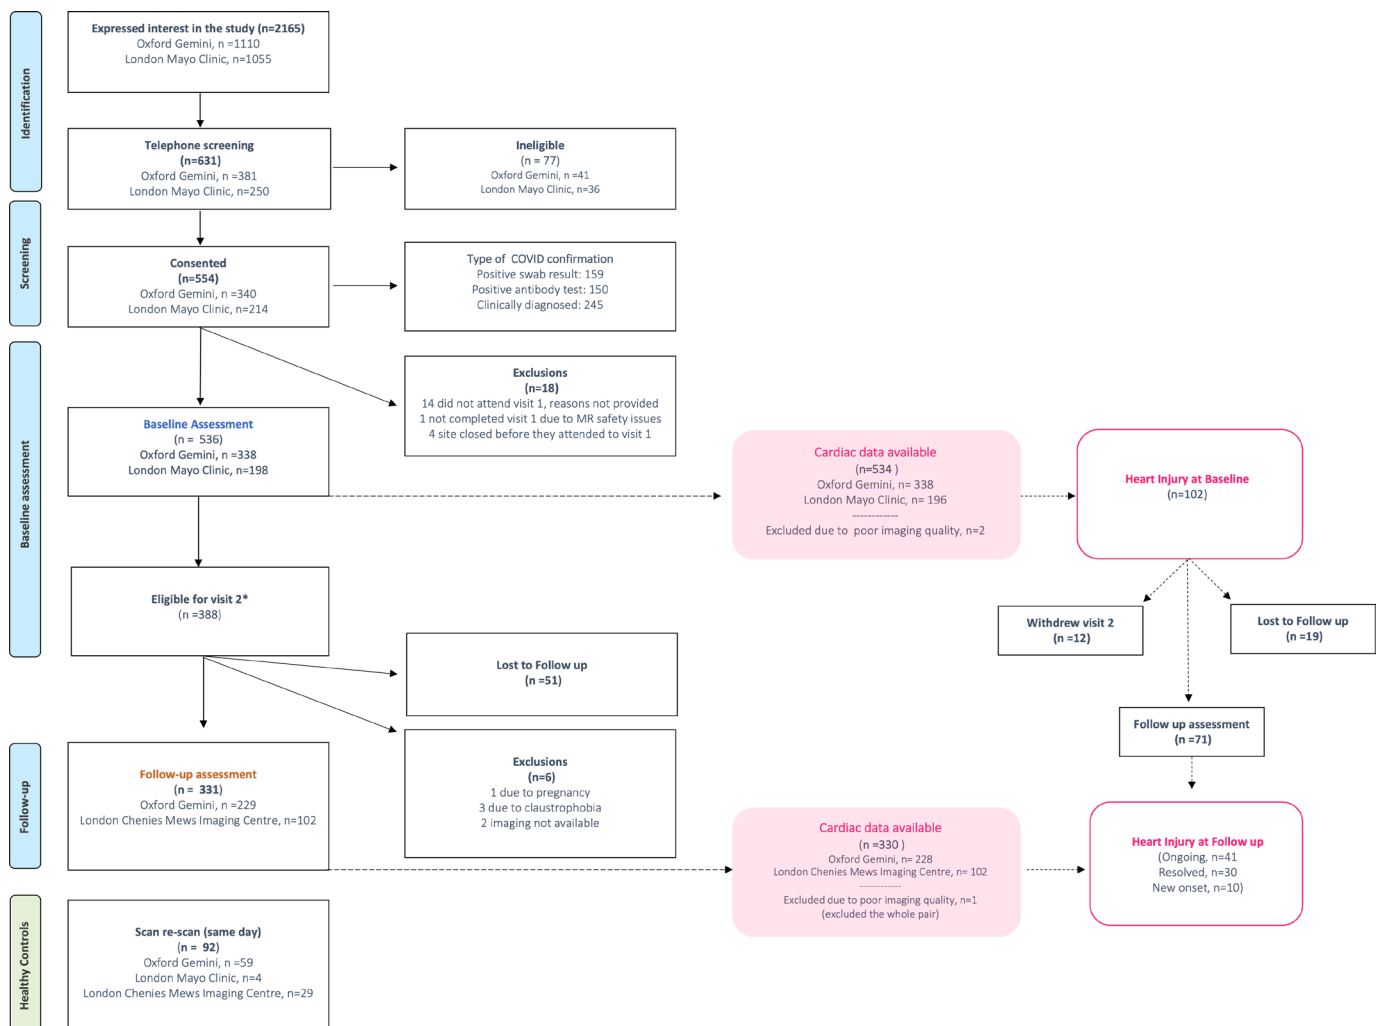 Identification
Expressed interest in the study (n=2165)
Oxford Gemini, n =1110
London Mayo Clinic, n=1055
Telephone screening
(n=631)
Oxford Gemini, n =381
London Mayo Clinic, n=250
Ineligible
(n = 77)
Oxford Gemini, n =41
London Mayo Clinic, n=36
Screening
Consented
(n=554)
Oxford Gemini, n =340
London Mayo Clinic, n=214
Type of COVID confirmation
Positive swab result: 159
Positive antibody test: 150
Clinically diagnosed: 245
Baseline assessment
Exclusions
(n=18)
14 did not attend visit 1, reasons not provided
1 not completed visit 1 due to MR safety issues
4 site closed before they attended to visit 1
Baseline Assessment
(n = 536)
Oxford Gemini, n =338
London Mayo Clinic, n=198
Cardiac data available
(n=534 )
Oxford Gemini, n= 338
London Mayo Clinic, n= 196
------------
Excluded due to poor imaging quality, n=2
Heart Injury at Baseline
(n=102)
Eligible for visit 2*
(n =388)
Withdrew visit 2
(n =12)
Lost to Follow up
(n =19)
Lost to Follow up
(n =51)
Follow up assessment
(n =71)
Follow-up
Follow-up assessment
(n = 331)
Oxford Gemini, n =229
London Chenies Mews Imaging Centre, n=102
Exclusions
(n=6)
1 due to pregnancy
3 due to claustrophobia
2 imaging not available
Cardiac data available
(n =330 )
Oxford Gemini, n= 228
London Chenies Mews Imaging Centre, n= 102
------------
Excluded due to poor imaging quality, n=1
(excluded the whole pair)
Heart Injury at Follow up
(Ongoing, n=41
Resolved, n=30
New onset, n=10)
Healthy Controls
Scan re-scan (same day)
(n = 92)
Oxford Gemini, n =59
London Mayo Clinic, n=4
London Chenies Mews Imaging Centre, n=29